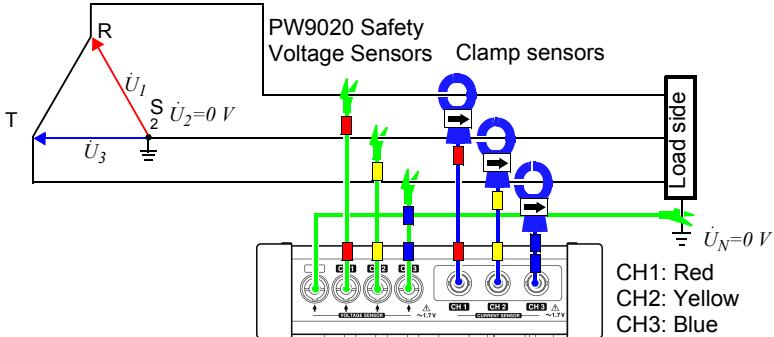 R
PW9020 Safety
Voltage Sensors
Clamp sensors
U̇1
S
2
U̇2=0 V
T
U̇3
Load side
U̇N=0 V
CH 1
CH 2
CH 3
VOLTAGE SENSOR
~1.7 V
CH 1
CH 2
CH 3
CURRENT SENSOR
~1.7 V
CH1: Red
CH2: Yellow
CH3: Blue